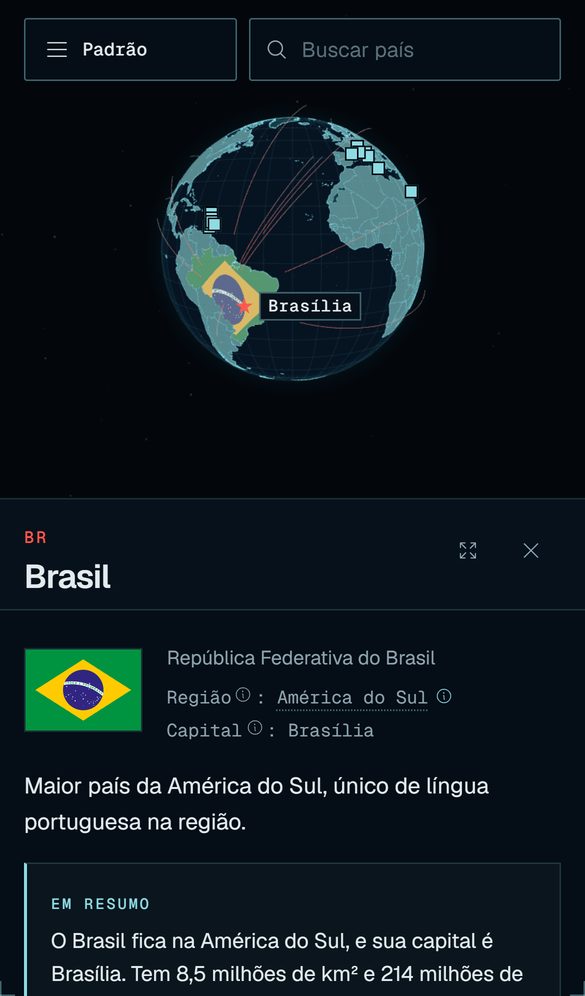 Padrão
Buscar país
Brasília
BR
Brasil
República Federativa do Brasil
Região ⓘ : América do Sul ⓘ
Capital ⓘ : Brasília
Maior país da América do Sul, único de língua
portuguesa na região.
EM RESUMO
O Brasil fica na América do Sul, e sua capital é
Brasília. Tem 8,5 milhões de km² e 214 milhões de